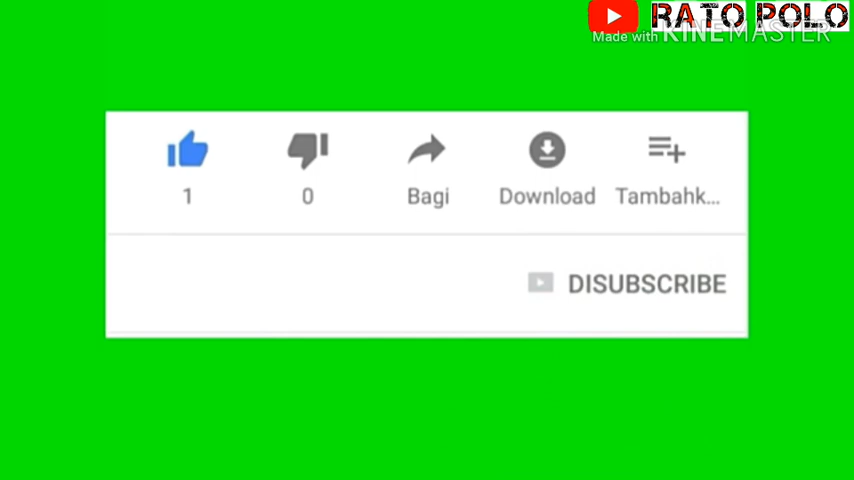 RATO POLO
Made with KINEMASTER
1
0
Bagi
Download
Tambahk...
DISUBSCRIBE